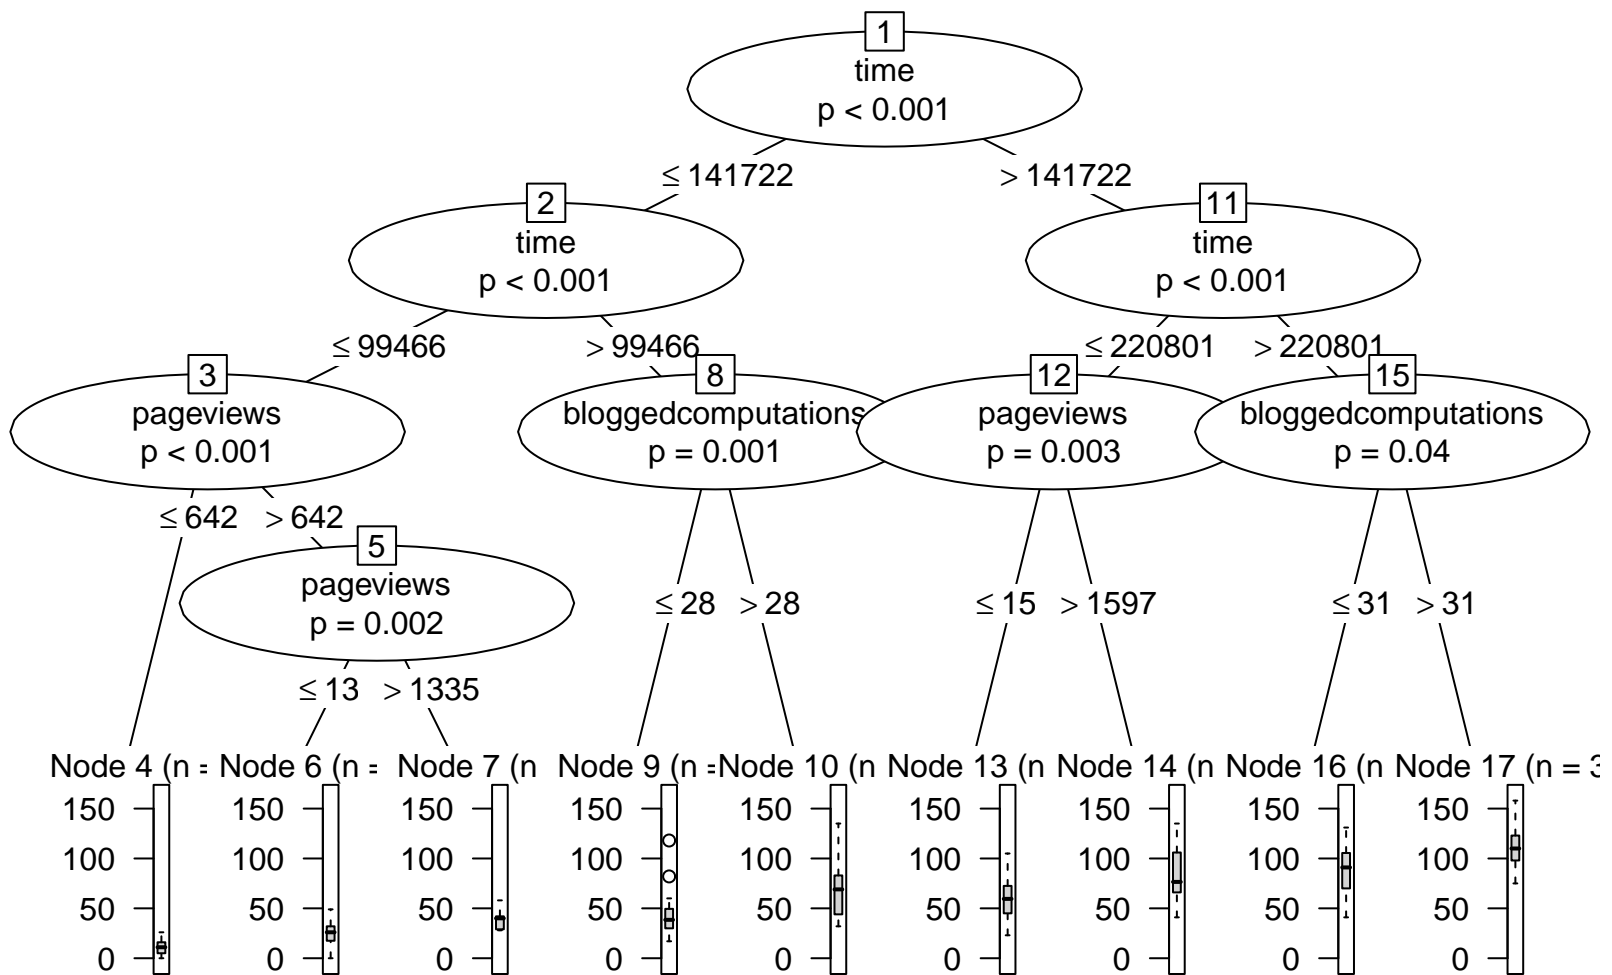 1
time
p < 0.001
≤ 141722
> 141722
2
time
p < 0.001
11
time
p < 0.001
≤ 99466
> 99466
≤ 220801
> 220801
3
pageviews
p < 0.001
8
bloggedcomputations
p = 0.001
12
pageviews
p = 0.003
15
bloggedcomputations
p = 0.04
≤ 642
> 642
5
pageviews
p = 0.002
≤ 28
> 28
≤ 15
> 1597
≤ 31
> 31
≤ 13
> 1335
Node 4 (n =
Node 6 (n =
Node 7 (n
Node 9 (n =
Node 10 (n
Node 13 (n
Node 14 (n
Node 16 (n
Node 17 (n = 3
150
100
50
0
150
100
50
0
150
100
50
0
150
100
50
0
150
100
50
0
150
100
50
0
150
100
50
0
150
100
50
0
150
100
50
0